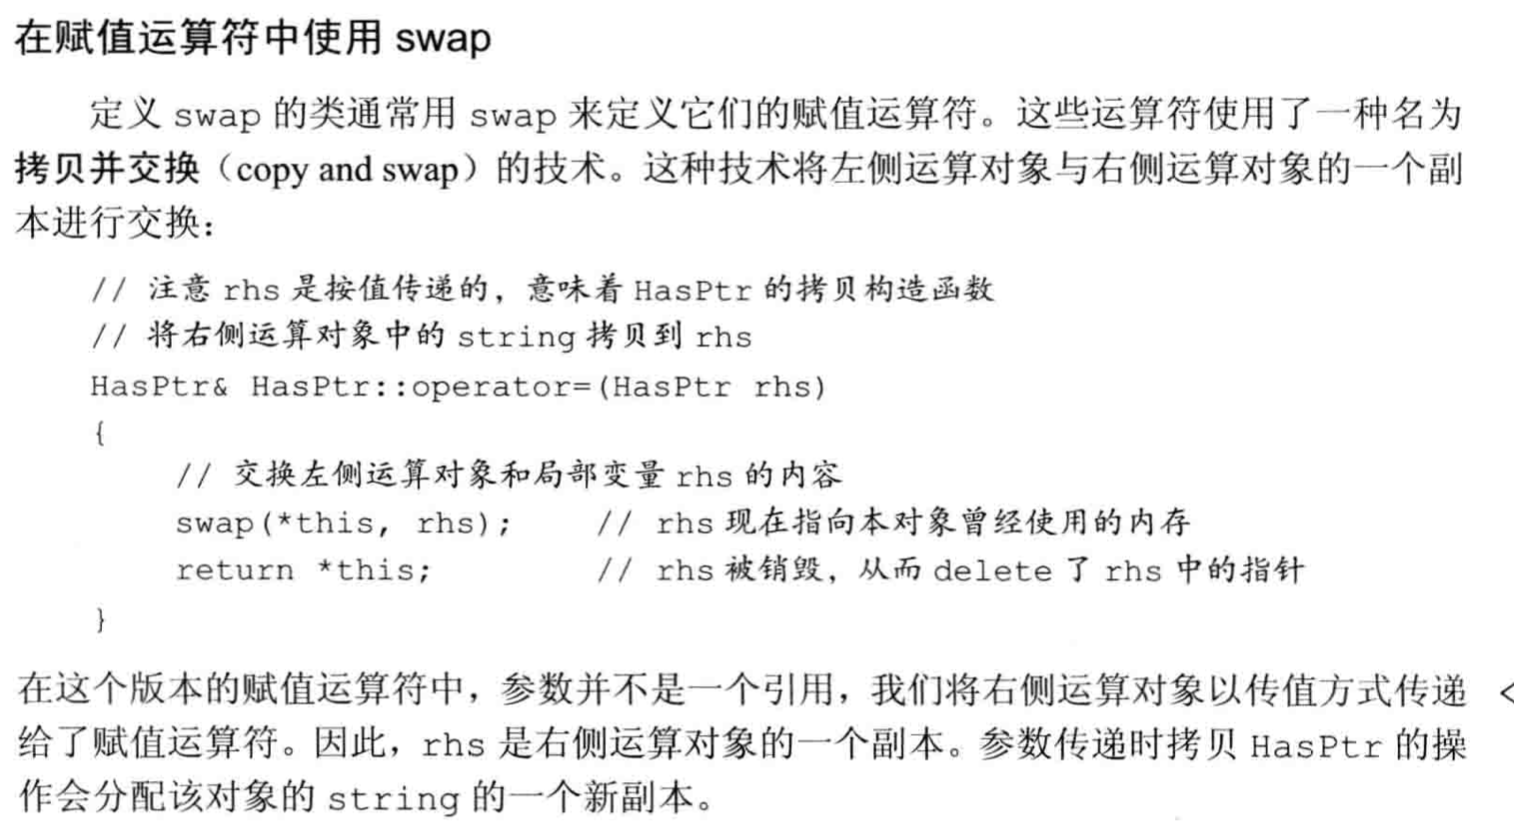 在赋值运算符中使用 swap
定义 swap 的类通常用 swap 来定义它们的赋值运算符。这些运算符使用了一种名为
拷贝并交换（copy and swap）的技术。这种技术将左侧运算对象与右侧运算对象的一个副
本进行交换：
// 注意 rhs 是按值传递的，意味着 HasPtr 的拷贝构造函数
// 将右侧运算对象中的 string 拷贝到 rhs
HasPtr& HasPtr::operator=(HasPtr rhs)
{
// 交换左侧运算对象和局部变量 rhs 的内容
swap(*this, rhs); // rhs 现在指向本对象曾经使用的内存
return *this; // rhs 被销毁，从而 delete 了 rhs 中的指针
}
在这个版本的赋值运算符中，参数并不是一个引用，我们将右侧运算对象以传值方式传递
给了赋值运算符。因此，rhs 是右侧运算对象的一个副本。参数传递时拷贝 HasPtr 的操
作会分配该对象的 string 的一个新副本。